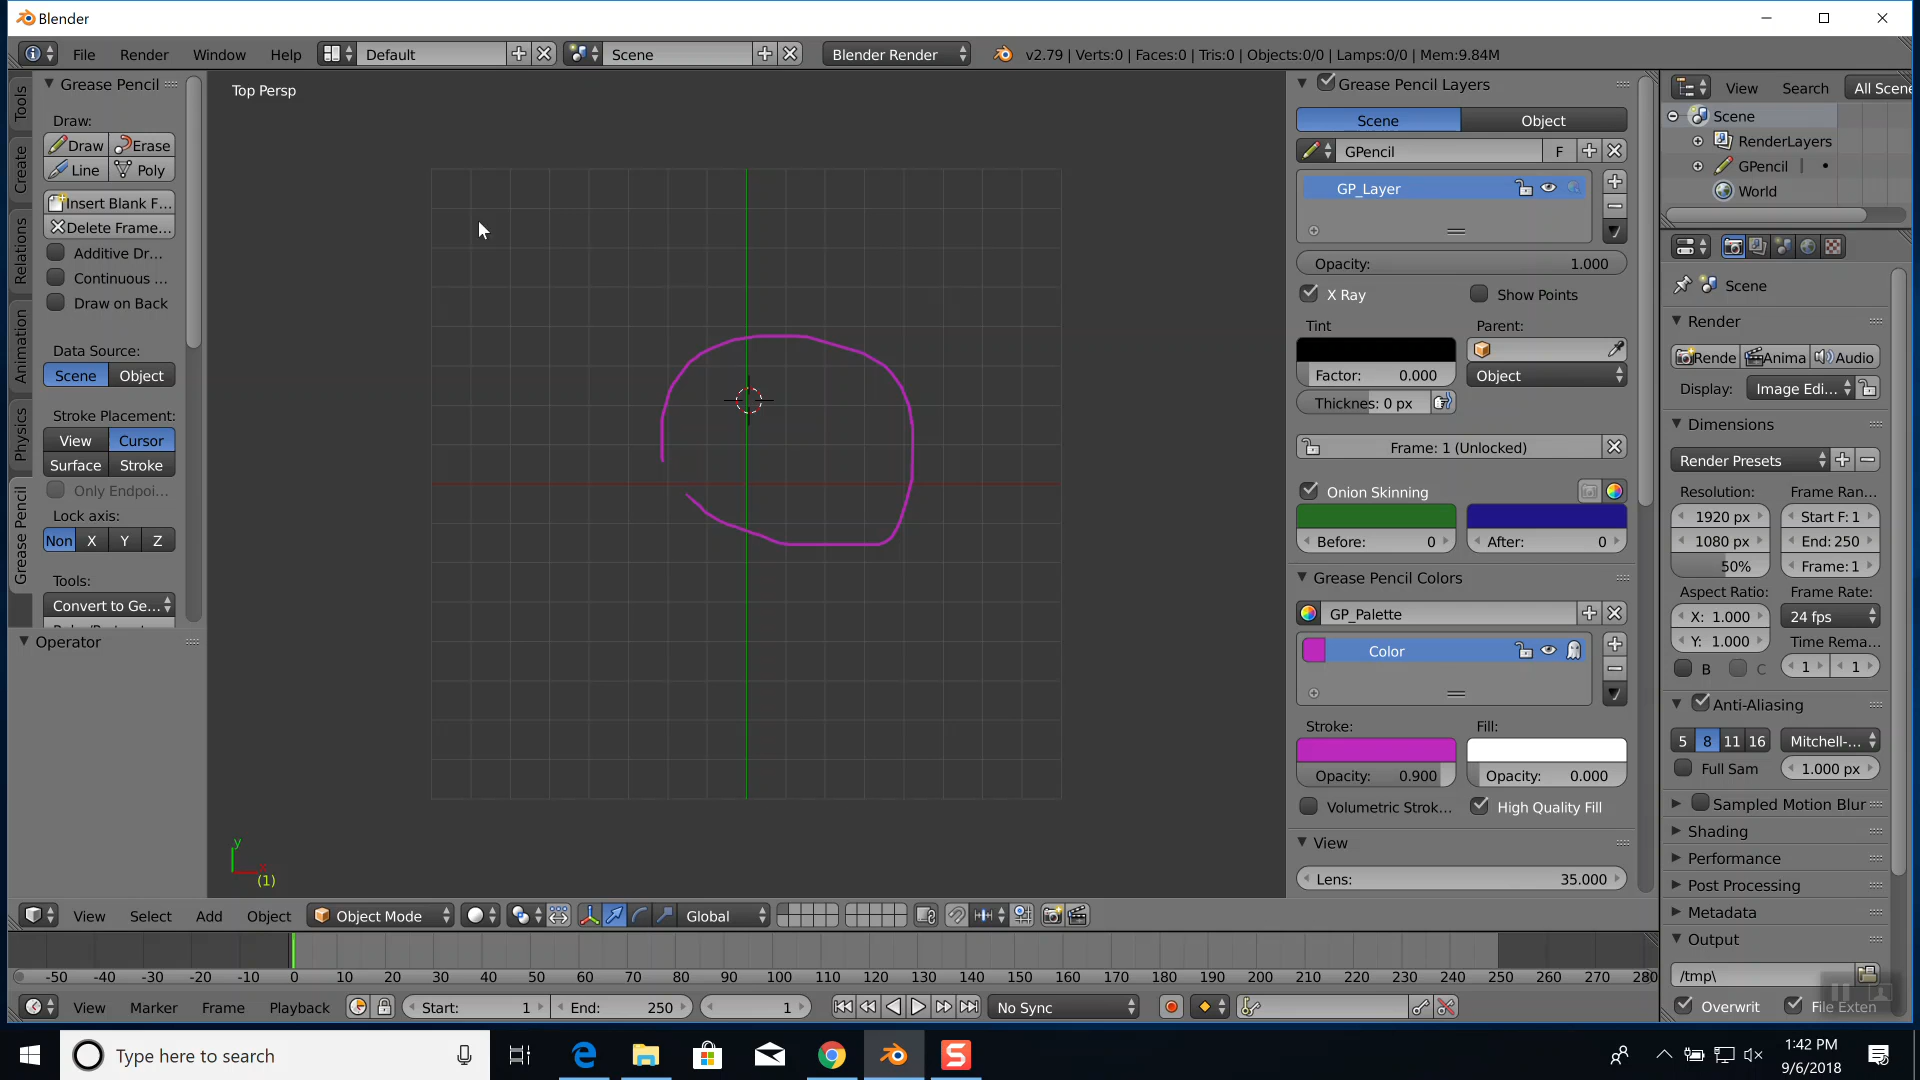 Blender
File Render Window Help Default Scene Blender Render v2.79 | Verts:0 | Faces:0 | Tris:0 | Objects:0/0 | Lamps:0/0 | Mem:9.84M
Tools
Create
Relations
Animation
Physics
Grease Pencil
Grease Pencil
Draw:
Draw Erase
Line Poly
Insert Blank F...
Delete Frame...
Additive Dr...
Continuous ...
Draw on Back
Data Source:
Scene Object
Stroke Placement:
View Cursor
Surface Stroke
Only Endpoi...
Lock axis:
Non X Y Z
Tools:
Convert to Ge...
Operator
Top Persp
y
x
(1)
Grease Pencil Layers
Scene Object
GPencil F
GP_Layer
Opacity: 1.000
X Ray Show Points
Tint Parent:
Factor: 0.000 Object
Thicknes: 0 px
Frame: 1 (Unlocked)
Onion Skinning
Before: 0 After: 0
Grease Pencil Colors
GP_Palette
Color
Stroke: Fill:
Opacity: 0.900 Opacity: 0.000
Volumetric Strok... High Quality Fill
View
Lens: 35.000
View Search All Scene
Scene
RenderLayers
GPencil
World
Scene
Render
Rende Anima Audio
Display: Image Edi...
Dimensions
Render Presets
Resolution: Frame Ran...
1920 px Start F: 1
1080 px End: 250
50% Frame: 1
Aspect Ratio: Frame Rate:
X: 1.000 24 fps
Y: 1.000 Time Rema...
B C 1 1
Anti-Aliasing
5 8 11 16 Mitchell-...
Full Sam 1.000 px
Sampled Motion Blur
Shading
Performance
Post Processing
Metadata
Output
/tmp\
Overwrit File Exten
View Select Add Object Object Mode Global
-50 -40 -30 -20 -10 0 10 20 30 40 50 60 70 80 90 100 110 120 130 140 150 160 170 180 190 200 210 220 230 240 250 260 270 280
View Marker Frame Playback Start: 1 End: 250 1 No Sync
Type here to search
S
1:42 PM
9/6/2018